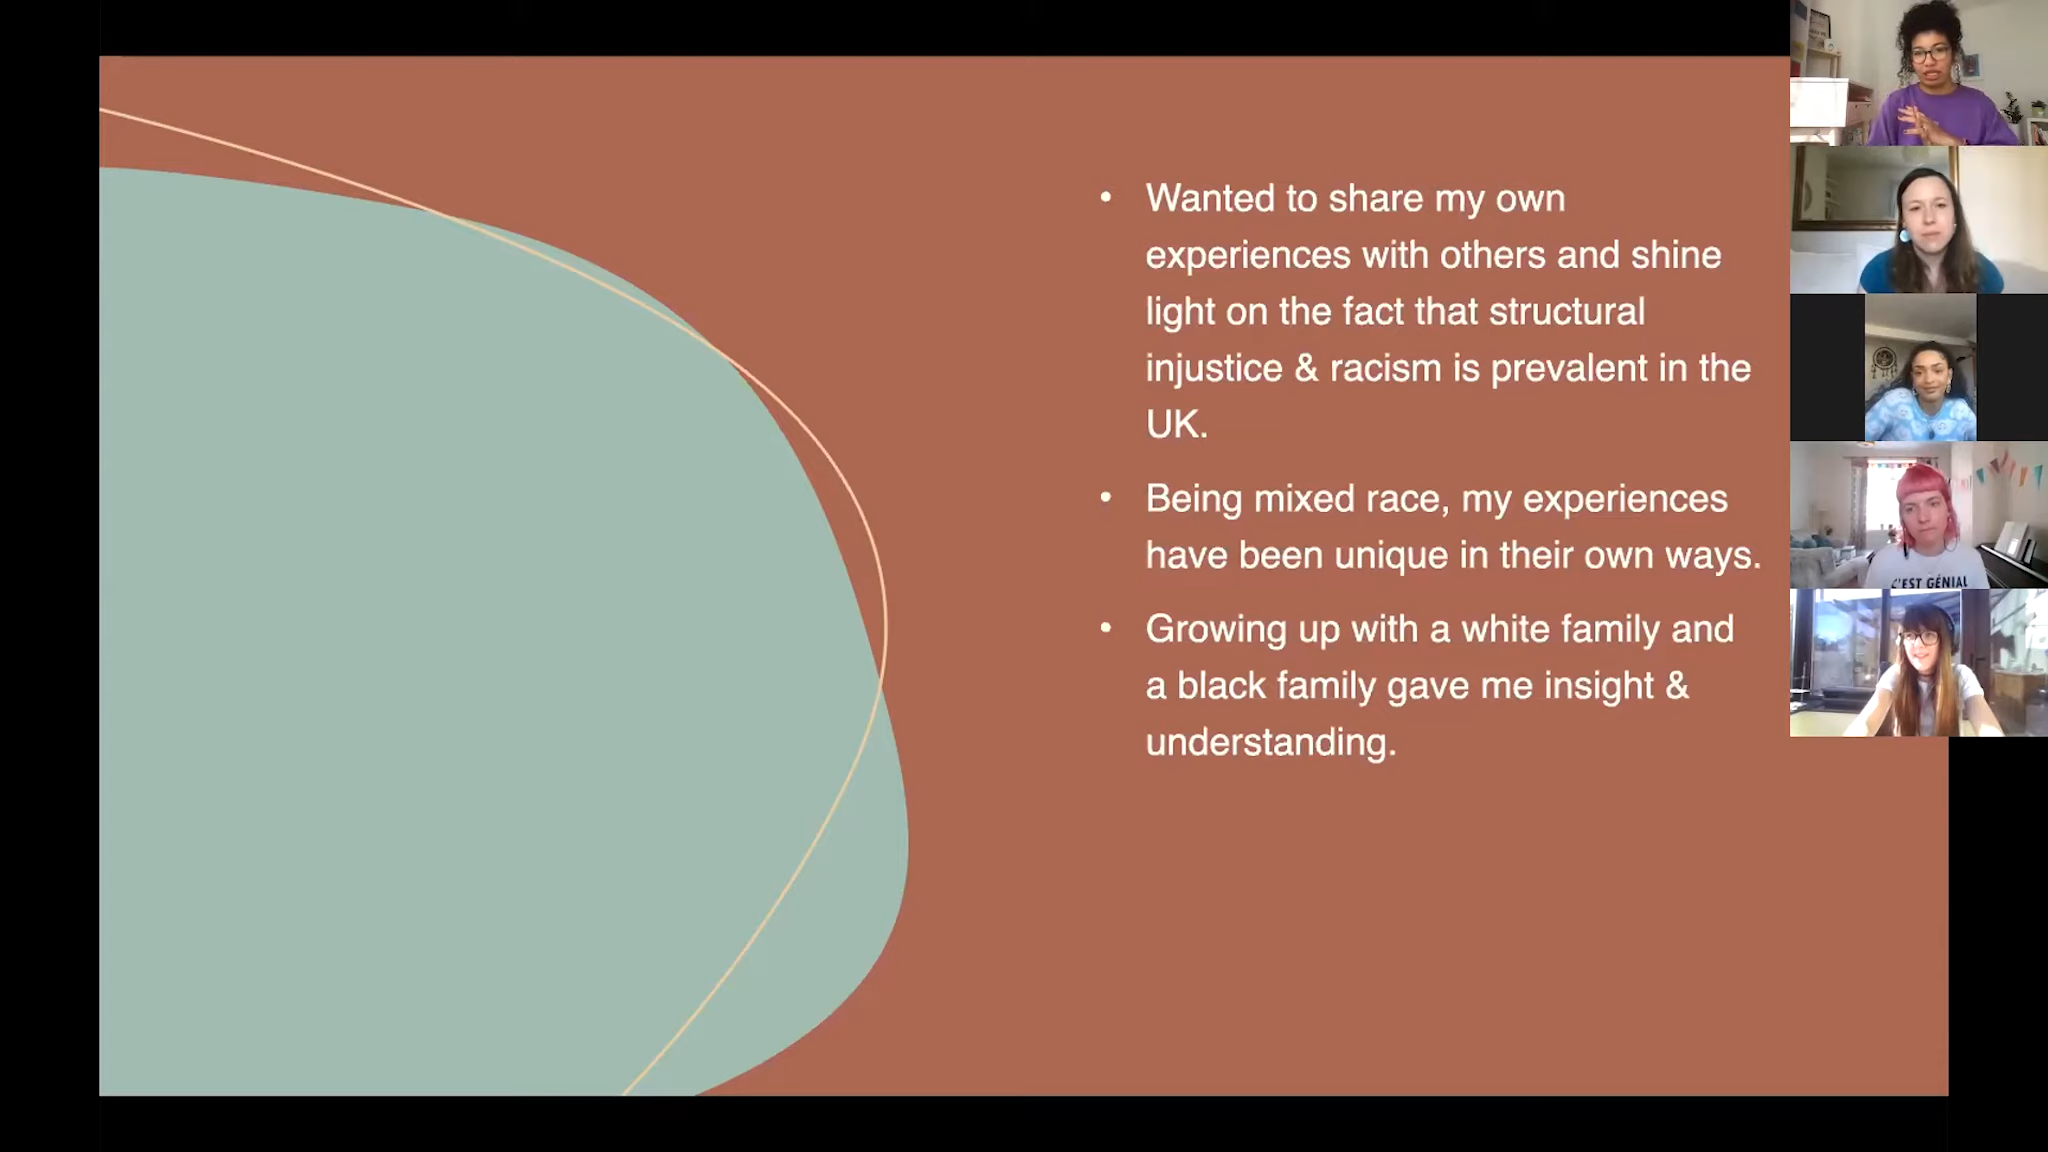 • Wanted to share my own
experiences with others and shine
light on the fact that structural
injustice & racism is prevalent in the
UK.
• Being mixed race, my experiences
have been unique in their own ways.
• Growing up with a white family and
a black family gave me insight &
understanding.
C'EST GÉNIAL